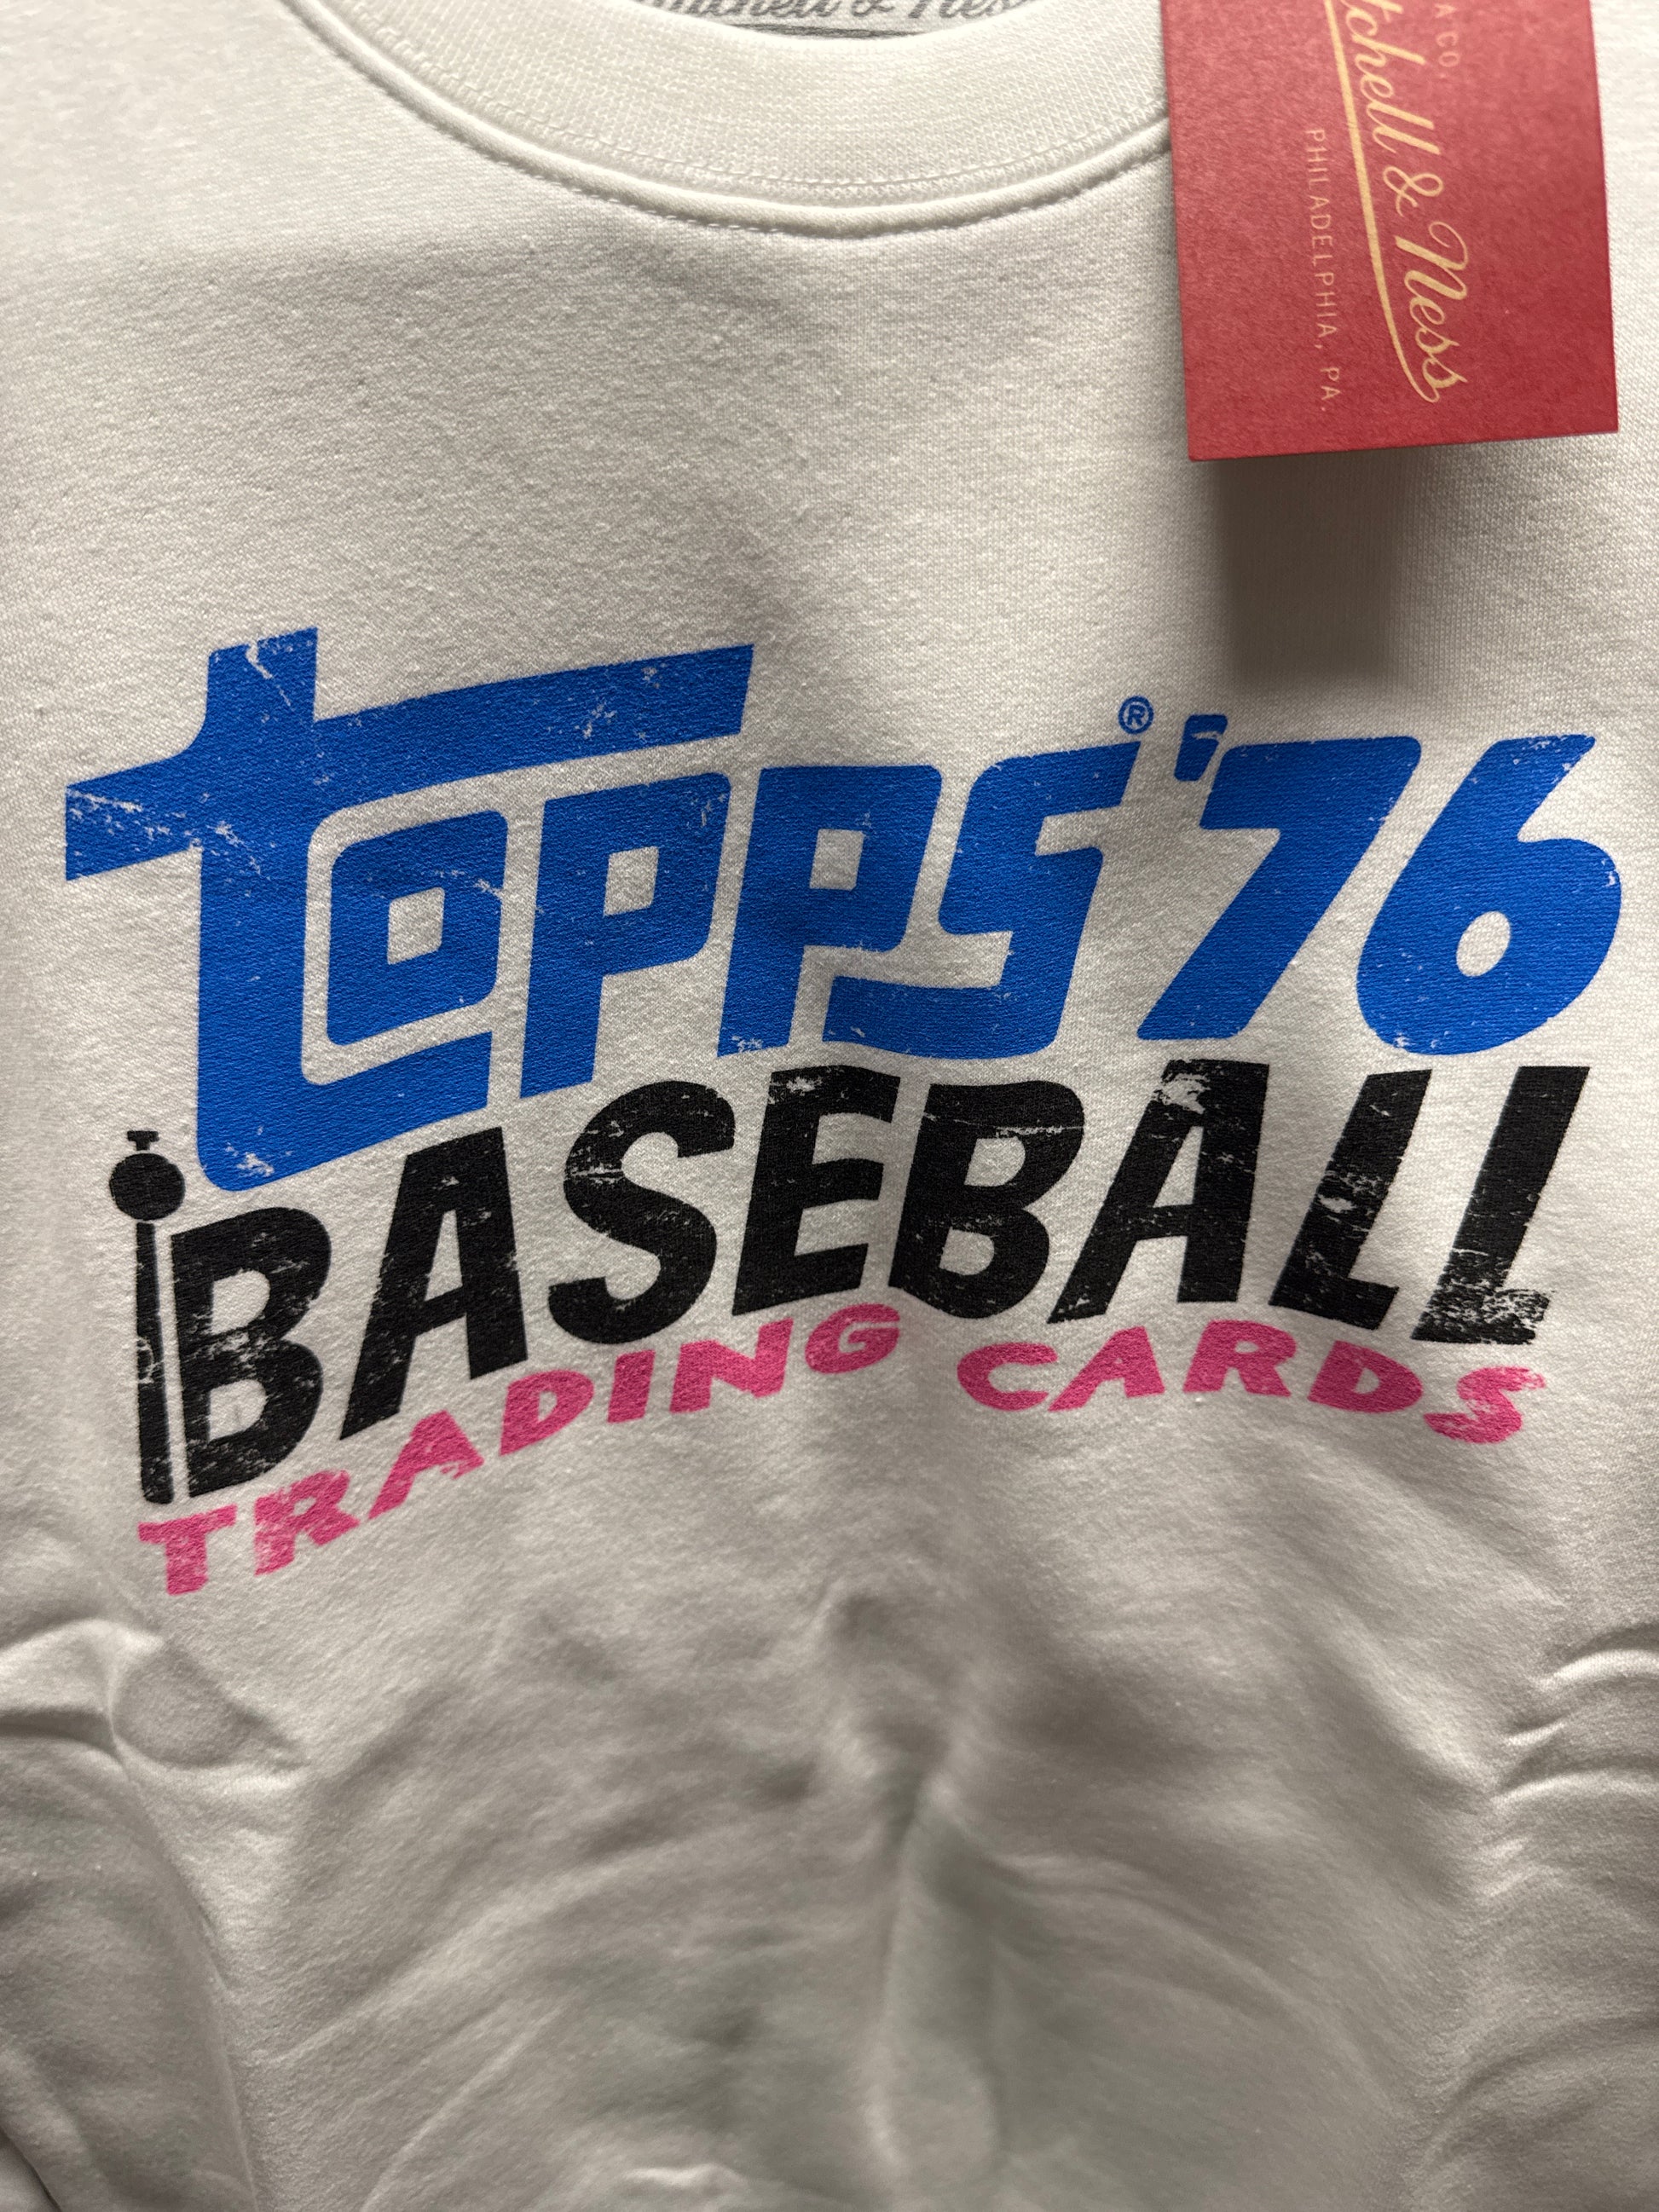 Mitchell & Ness
PHILADELPHIA, PA.
topps® '76
BASEBALL
TRADING CARDS